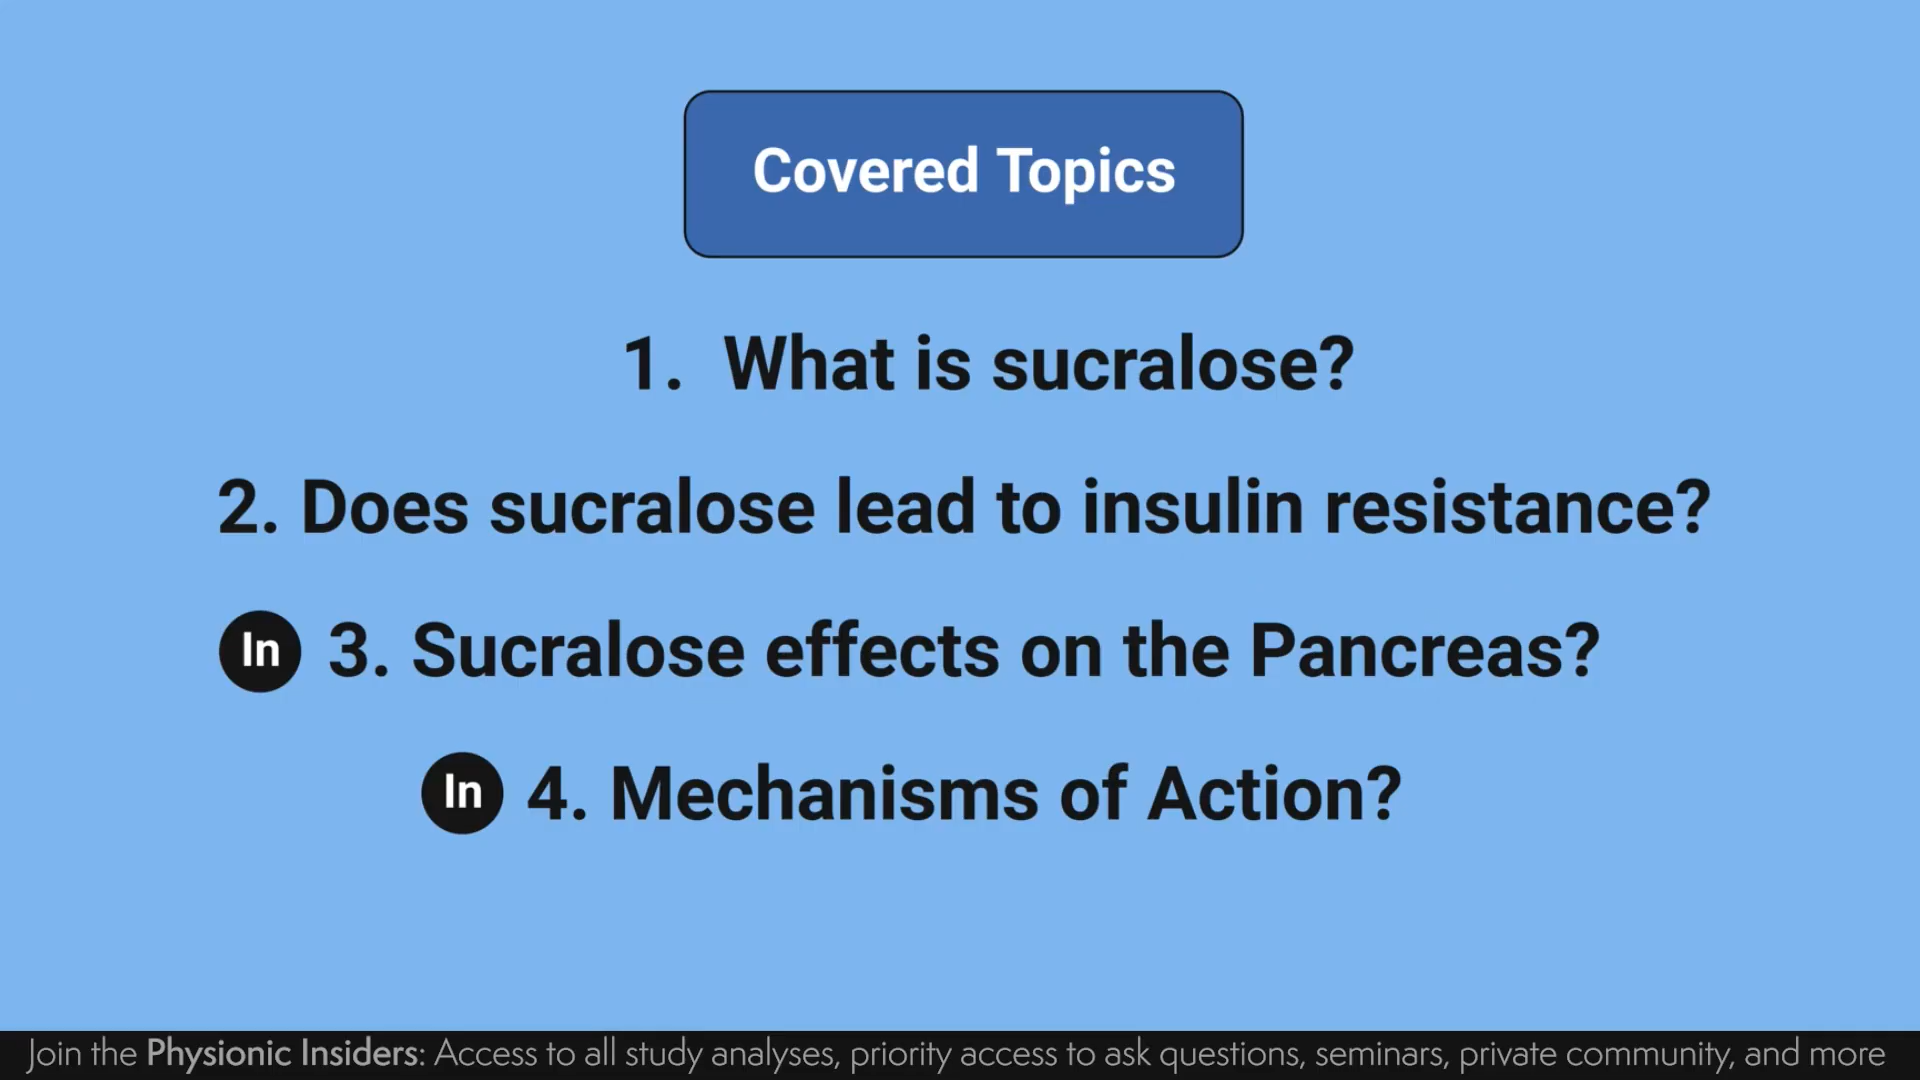 Covered Topics
1. What is sucralose?
2. Does sucralose lead to insulin resistance?
In 3. Sucralose effects on the Pancreas?
In 4. Mechanisms of Action?
Join the Physionic Insiders: Access to all study analyses, priority access to ask questions, seminars, private community, and more